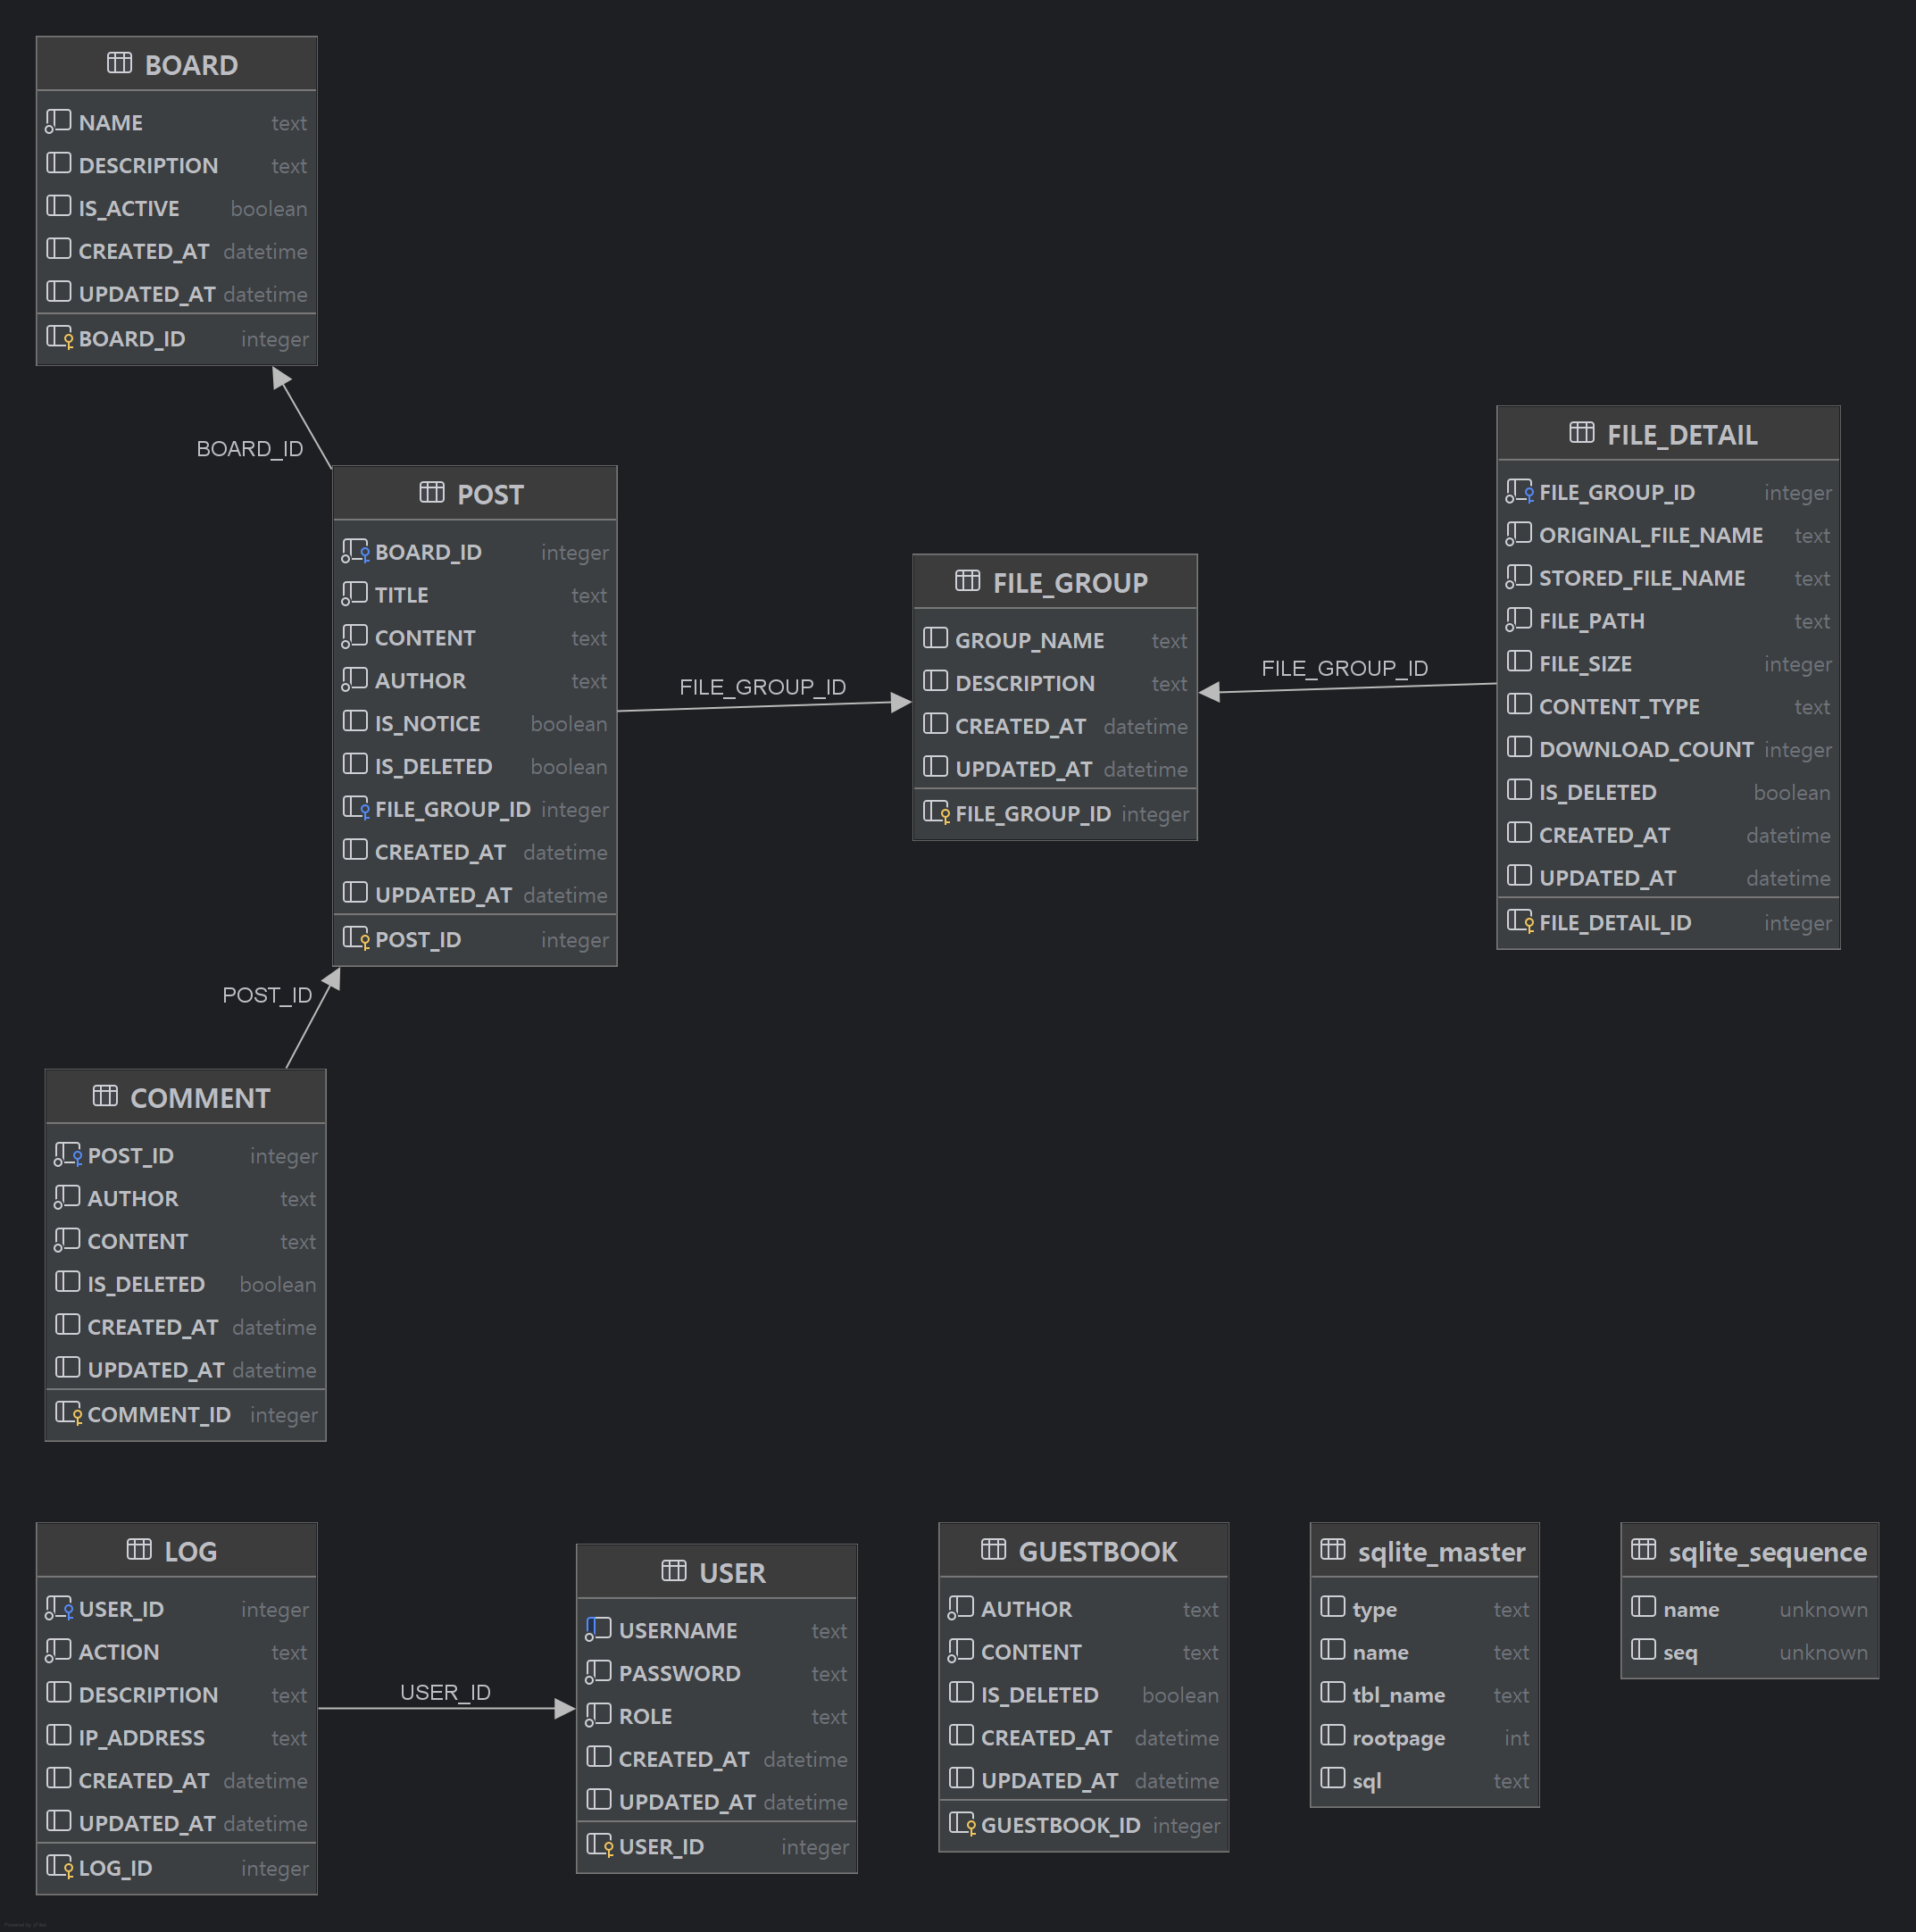 BOARD
NAME text
DESCRIPTION text
IS_ACTIVE boolean
CREATED_AT datetime
UPDATED_AT datetime
BOARD_ID integer
BOARD_ID
POST
BOARD_ID integer
TITLE text
CONTENT text
AUTHOR text
IS_NOTICE boolean
IS_DELETED boolean
FILE_GROUP_ID integer
CREATED_AT datetime
UPDATED_AT datetime
POST_ID integer
FILE_GROUP_ID
FILE_GROUP
GROUP_NAME text
DESCRIPTION text
CREATED_AT datetime
UPDATED_AT datetime
FILE_GROUP_ID integer
FILE_GROUP_ID
FILE_DETAIL
FILE_GROUP_ID integer
ORIGINAL_FILE_NAME text
STORED_FILE_NAME text
FILE_PATH text
FILE_SIZE integer
CONTENT_TYPE text
DOWNLOAD_COUNT integer
IS_DELETED boolean
CREATED_AT datetime
UPDATED_AT datetime
FILE_DETAIL_ID integer
POST_ID
COMMENT
POST_ID integer
AUTHOR text
CONTENT text
IS_DELETED boolean
CREATED_AT datetime
UPDATED_AT datetime
COMMENT_ID integer
LOG
USER_ID integer
ACTION text
DESCRIPTION text
IP_ADDRESS text
CREATED_AT datetime
UPDATED_AT datetime
LOG_ID integer
USER_ID
USER
USERNAME text
PASSWORD text
ROLE text
CREATED_AT datetime
UPDATED_AT datetime
USER_ID integer
GUESTBOOK
AUTHOR text
CONTENT text
IS_DELETED boolean
CREATED_AT datetime
UPDATED_AT datetime
GUESTBOOK_ID integer
sqlite_master
type text
name text
tbl_name text
rootpage int
sql text
sqlite_sequence
name unknown
seq unknown